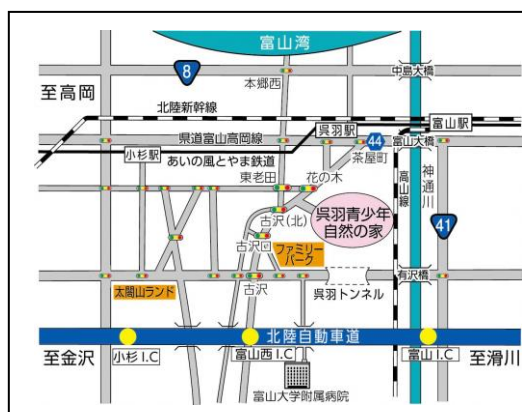 富山湾
8
本郷西
中島大橋
至高岡
北陸新幹線
呉羽駅
富山駅
県道富山高岡線
44
富山大橋
小杉駅
あいの風とやま鉄道
茶屋町
東老田
花の木
高山線
神通川
古沢(北)
呉羽青少年
自然の家
41
古沢
ファミリー
パーク
太閤山ランド
古沢
呉羽トンネル
有沢橋
北陸自動車道
至金沢
小杉 I.C
富山西 I.C
富山 I.C
至滑川
富山大学附属病院